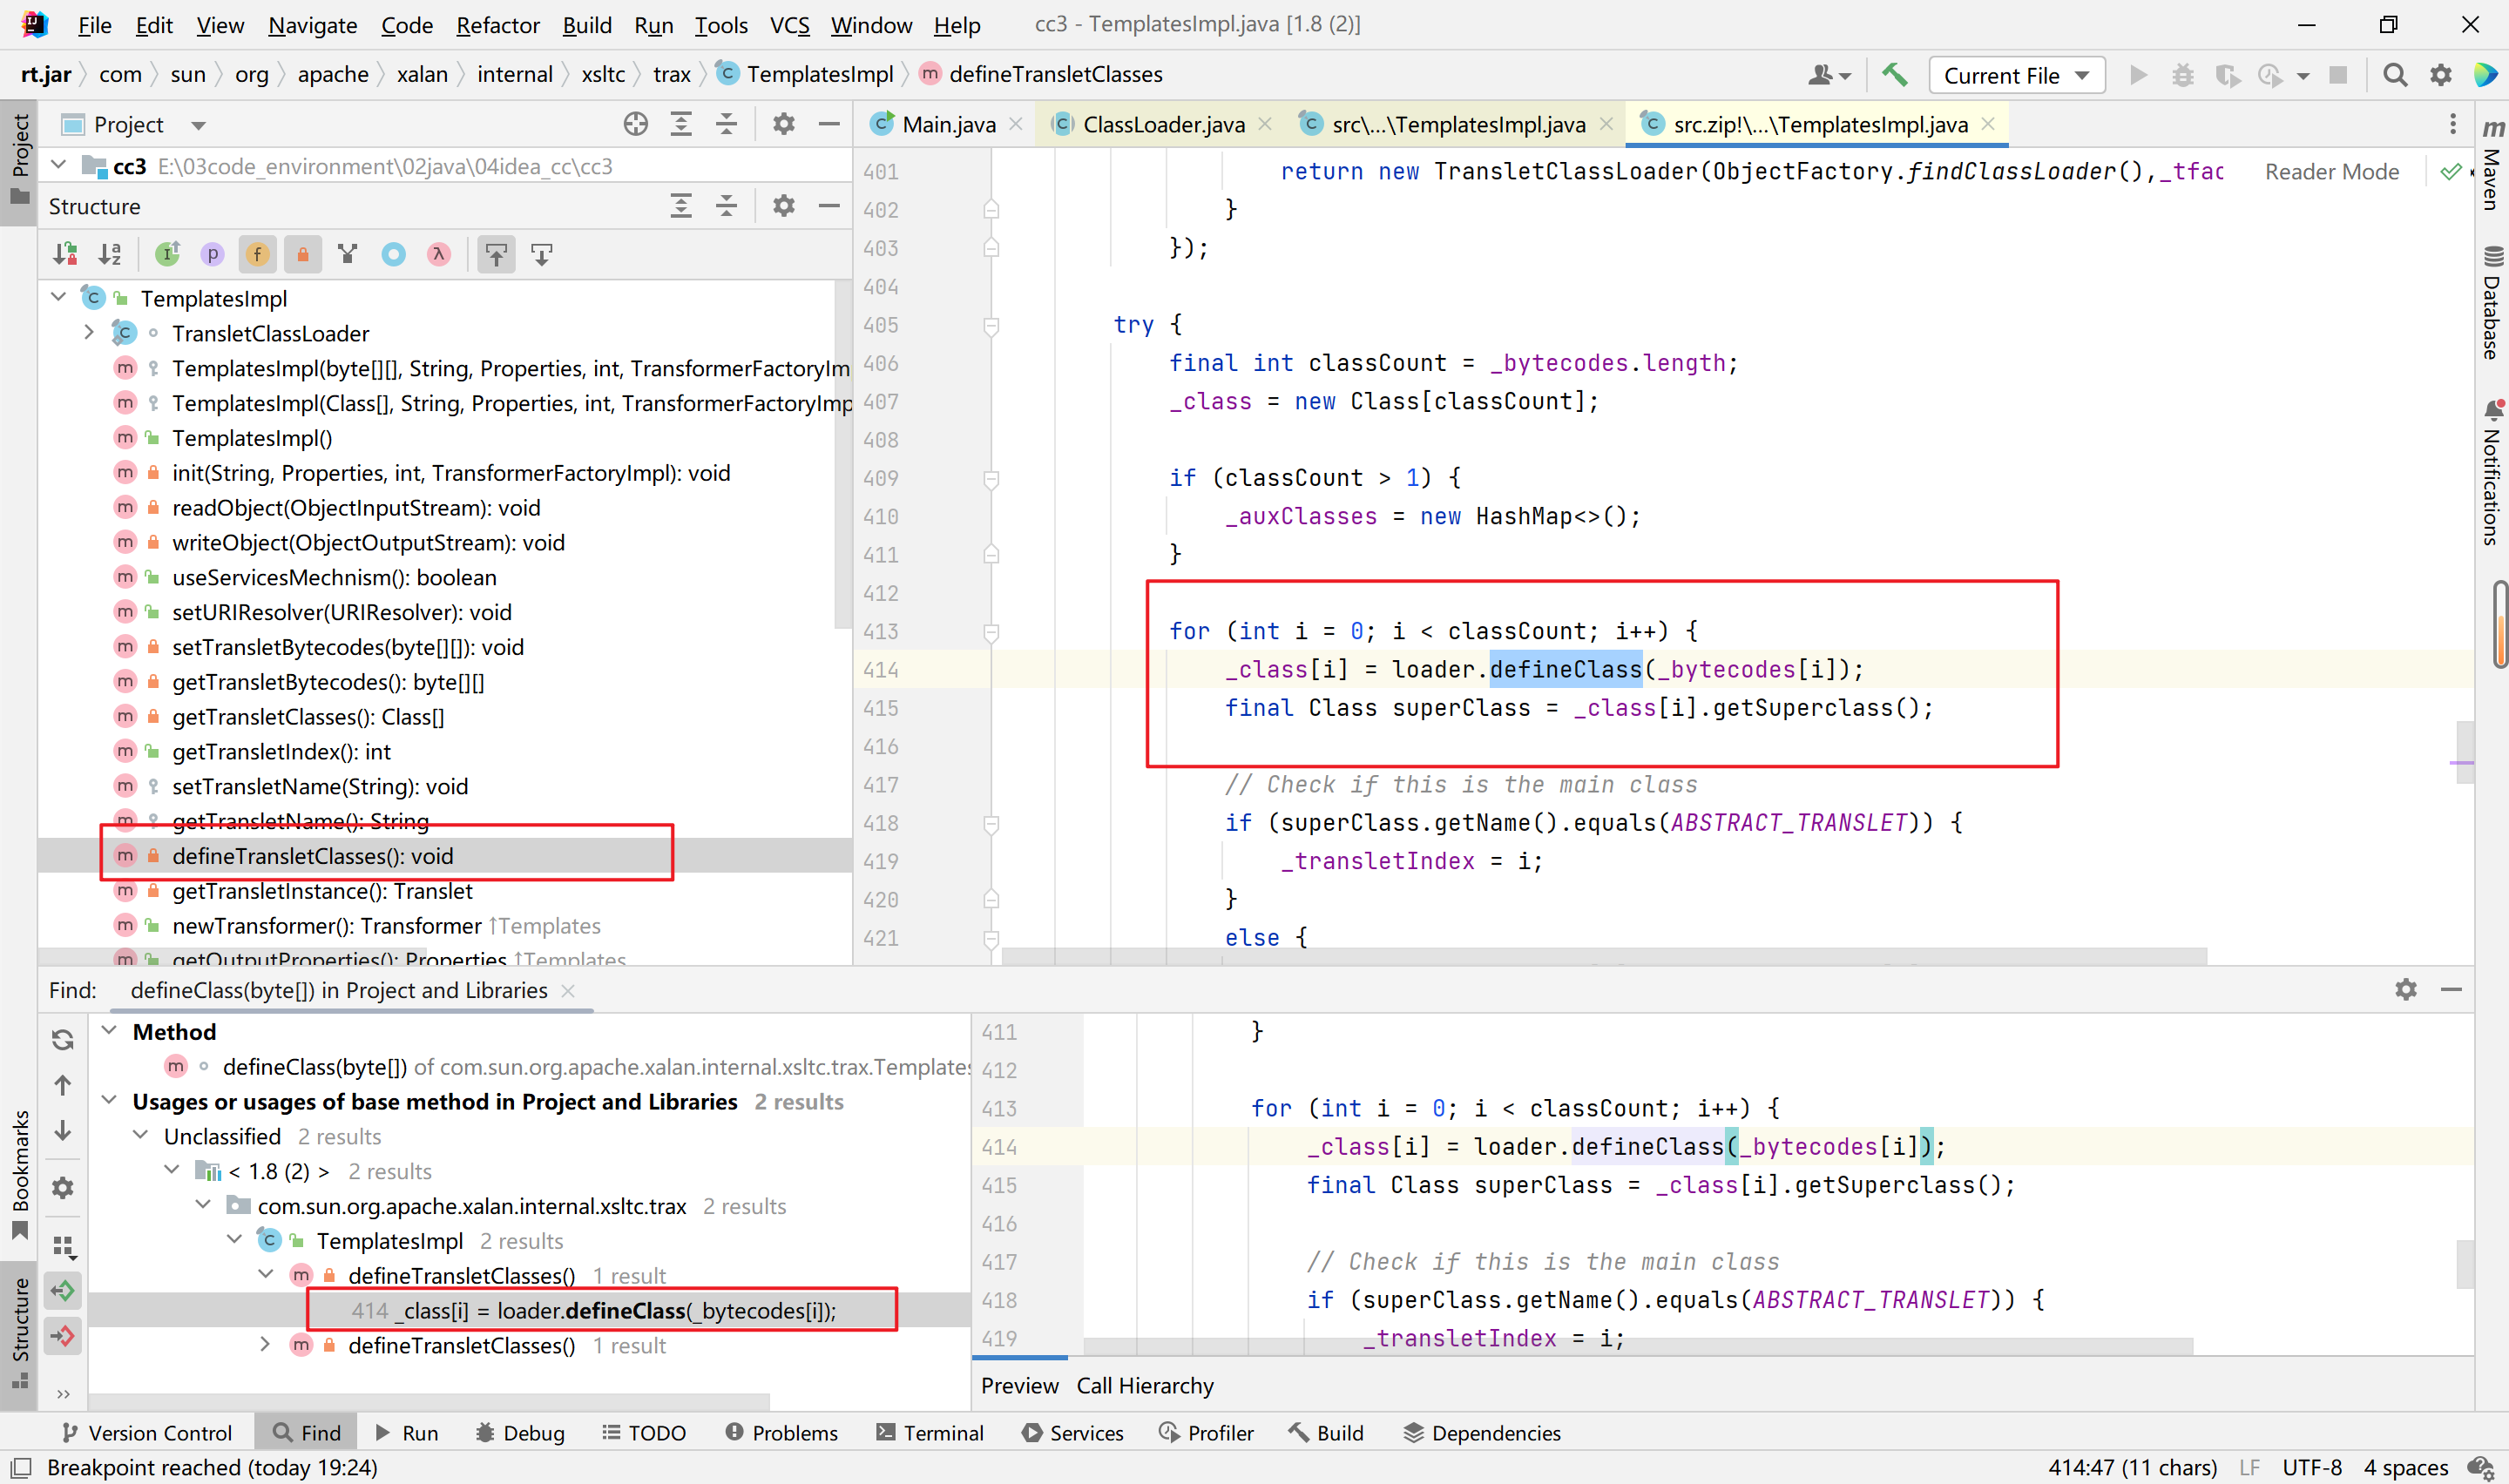 File Edit View Navigate Code Refactor Build Run Tools VCS Window Help cc3 - TemplatesImpl.java [1.8 (2)]
rt.jar com sun org apache xalan internal xsltc trax TemplatesImpl defineTransletClasses Current File
Project
Main.java ClassLoader.java src\...\TemplatesImpl.java src.zip!\...\TemplatesImpl.java
cc3 E:\03code_environment\02java\04idea_cc\cc3
Structure
TemplatesImpl
TransletClassLoader
TemplatesImpl(byte[][], String, Properties, int, TransformerFactoryIm
TemplatesImpl(Class[], String, Properties, int, TransformerFactoryImp
TemplatesImpl()
init(String, Properties, int, TransformerFactoryImpl): void
readObject(ObjectInputStream): void
writeObject(ObjectOutputStream): void
useServicesMechnism(): boolean
setURIResolver(URIResolver): void
setTransletBytecodes(byte[][]): void
getTransletBytecodes(): byte[][]
getTransletClasses(): Class[]
getTransletIndex(): int
setTransletName(String): void
getTransletName(): String
defineTransletClasses(): void
getTransletInstance(): Translet
newTransformer(): Transformer ↑Templates
getOutputProperties(): Properties ↑Templates
401 return new TransletClassLoader(ObjectFactory.findClassLoader(),_tfac
Reader Mode
402 }
403 });
404
405 try {
406 final int classCount = _bytecodes.length;
407 _class = new Class[classCount];
408
409 if (classCount > 1) {
410 _auxClasses = new HashMap<>();
411 }
412
413 for (int i = 0; i < classCount; i++) {
414 _class[i] = loader.defineClass(_bytecodes[i]);
415 final Class superClass = _class[i].getSuperclass();
416
417 // Check if this is the main class
418 if (superClass.getName().equals(ABSTRACT_TRANSLET)) {
419 _transletIndex = i;
420 }
421 else {
Project
Bookmarks
Structure
Maven
Database
Notifications
Find: defineClass(byte[]) in Project and Libraries
Method
defineClass(byte[]) of com.sun.org.apache.xalan.internal.xsltc.trax.Templates
Usages or usages of base method in Project and Libraries 2 results
Unclassified 2 results
< 1.8 (2) > 2 results
com.sun.org.apache.xalan.internal.xsltc.trax 2 results
TemplatesImpl 2 results
defineTransletClasses() 1 result
414 _class[i] = loader.defineClass(_bytecodes[i]);
defineTransletClasses() 1 result
411 }
412
413 for (int i = 0; i < classCount; i++) {
414 _class[i] = loader.defineClass(_bytecodes[i]);
415 final Class superClass = _class[i].getSuperclass();
416
417 // Check if this is the main class
418 if (superClass.getName().equals(ABSTRACT_TRANSLET)) {
419 _transletIndex = i;
Preview Call Hierarchy
Version Control Find Run Debug TODO Problems Terminal Services Profiler Build Dependencies
Breakpoint reached (today 19:24) 414:47 (11 chars) LF UTF-8 4 spaces